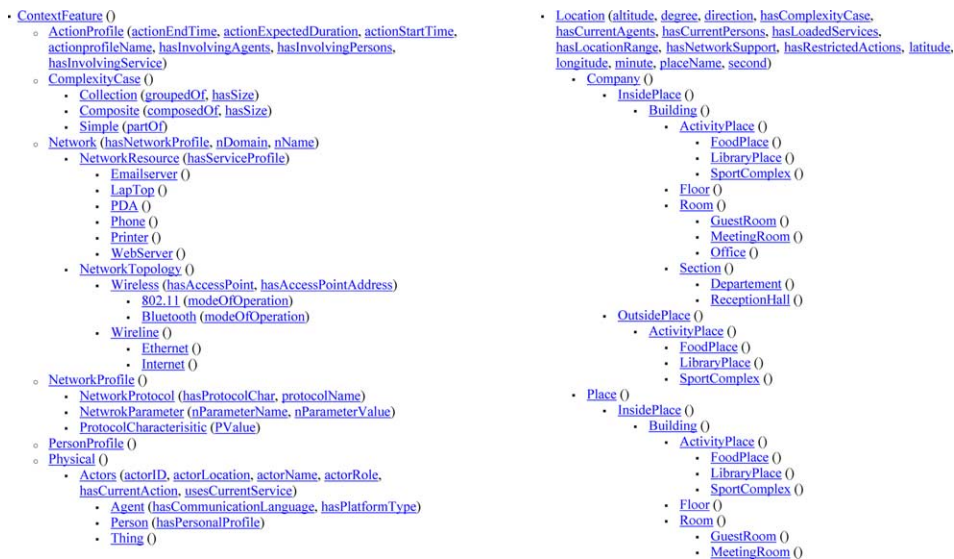 ContextFeature ()
ActionProfile (actionEndTime, actionExpectedDuration, actionStartTime,
actionprofileName, hasInvolvingAgents, hasInvolvingPersons,
hasInvolvingService)
ComplexityCase ()
Collection (groupedOf, hasSize)
Composite (composedOf, hasSize)
Simple (partOf)
Network (hasNetworkProfile, nDomain, nName)
NetworkResource (hasServiceProfile)
Emailserver ()
LapTop ()
PDA ()
Phone ()
Printer ()
WebServer ()
NetworkTopology ()
Wireless (hasAccessPoint, hasAccessPointAddress)
802.11 (modeOfOperation)
Bluetooth (modeOfOperation)
Wireline ()
Ethernet ()
Internet ()
NetworkProfile ()
NetworkProtocol (hasProtocolChar, protocolName)
NetwrokParameter (nParameterName, nParameterValue)
ProtocolCharacterisitic (PValue)
PersonProfile ()
Physical ()
Actors (actorID, actorLocation, actorName, actorRole,
hasCurrentAction, usesCurrentService)
Agent (hasCommunicationLanguage, hasPlatformType)
Person (hasPersonalProfile)
Thing ()
Location (altitude, degree, direction, hasComplexityCase,
hasCurrentAgents, hasCurrentPersons, hasLoadedServices,
hasLocationRange, hasNetworkSupport, hasRestrictedActions, latitude,
longitude, minute, placeName, second)
Company ()
InsidePlace ()
Building ()
ActivityPlace ()
FoodPlace ()
LibraryPlace ()
SportComplex ()
Floor ()
Room ()
GuestRoom ()
MeetingRoom ()
Office ()
Section ()
Departement ()
ReceptionHall ()
OutsidePlace ()
ActivityPlace ()
FoodPlace ()
LibraryPlace ()
SportComplex ()
Place ()
InsidePlace ()
Building ()
ActivityPlace ()
FoodPlace ()
LibraryPlace ()
SportComplex ()
Floor ()
Room ()
GuestRoom ()
MeetingRoom ()